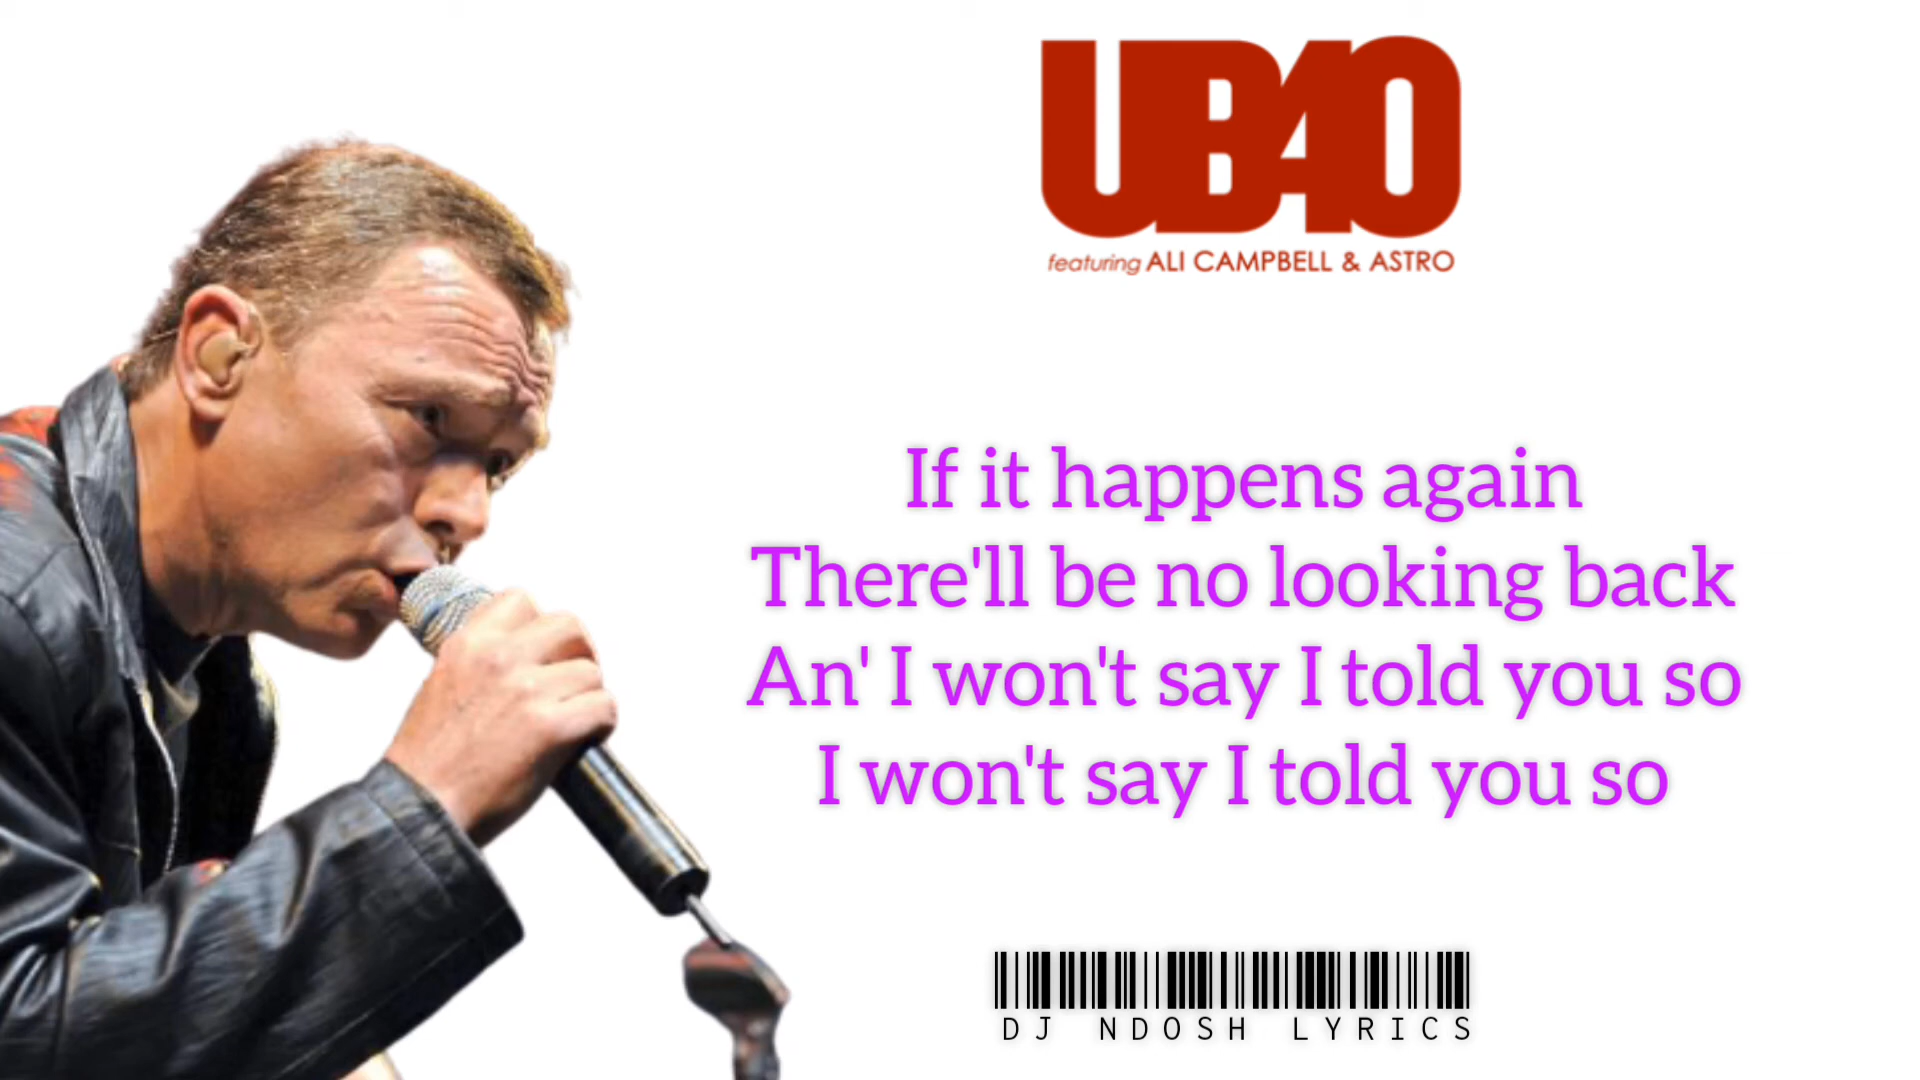 UB40
featuring ALI CAMPBELL & ASTRO
If it happens again
There'll be no looking back
An' I won't say I told you so
I won't say I told you so
DJ NDOSH LYRICS